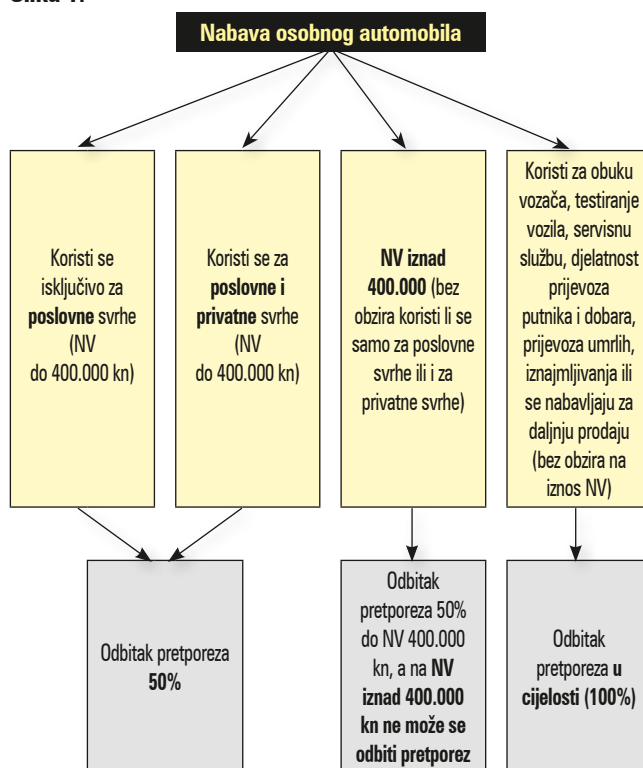 Nabava osobnog automobila
Koristi se
isključivo za
poslovne svrhe
(NV
do 400.000 kn)
Koristi se za
poslovne i
privatne svrhe
(NV
do 400.000 kn)
NV iznad
400.000 (bez
obzira koristi li se
samo za poslovne
svrhe ili i za
privatne svrhe)
Koristi za obuku
vozača, testiranje
vozila, servisnu
službu, djelatnost
prijevoza
putnika i dobara,
prijevoza umrlih,
iznajmljivanja ili
se nabavljaju za
daljnju prodaju
(bez obzira na
iznos NV)
Odbitak pretporeza
50%
Odbitak
pretporeza 50%
do NV 400.000
kn, a na NV
iznad 400.000
kn ne može se
odbiti pretporez
Odbitak
pretporeza u
cijelosti (100%)